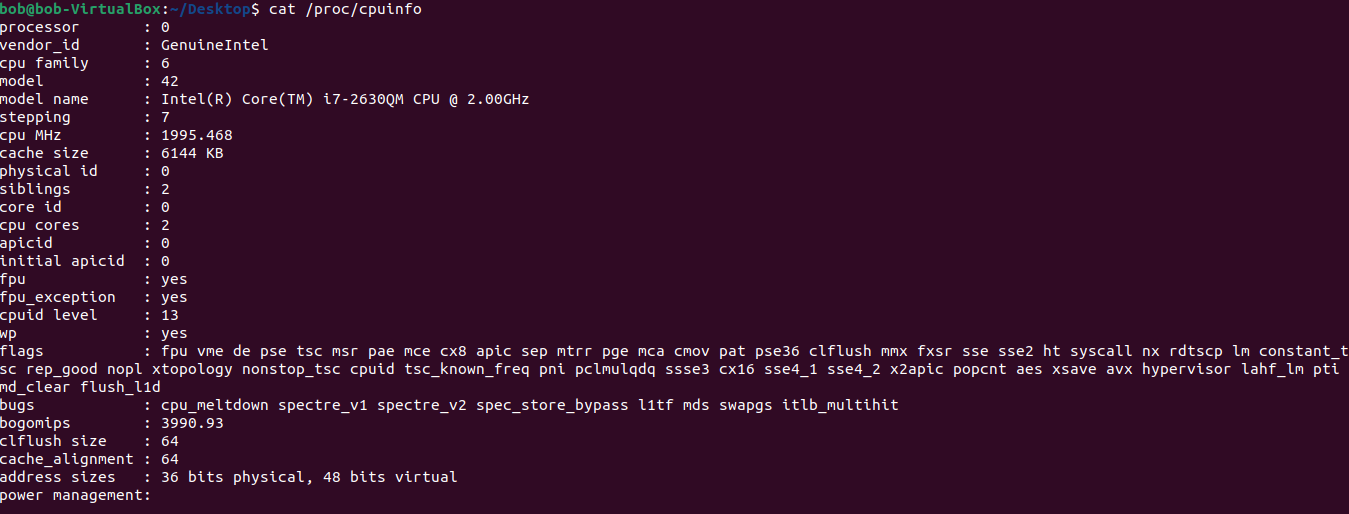 bob@bob-VirtualBox:~/Desktop$ cat /proc/cpuinfo
processor : 0
vendor_id : GenuineIntel
cpu family : 6
model : 42
model name : Intel(R) Core(TM) i7-2630QM CPU @ 2.00GHz
stepping : 7
cpu MHz : 1995.468
cache size : 6144 KB
physical id : 0
siblings : 2
core id : 0
cpu cores : 2
apicid : 0
initial apicid : 0
fpu : yes
fpu_exception : yes
cpuid level : 13
wp : yes
flags : fpu vme de pse tsc msr pae mce cx8 apic sep mtrr pge mca cmov pat pse36 clflush mmx fxsr sse sse2 ht syscall nx rdtscp lm constant_t
sc rep_good nopl xtopology nonstop_tsc cpuid tsc_known_freq pni pclmulqdq ssse3 cx16 sse4_1 sse4_2 x2apic popcnt aes xsave avx hypervisor lahf_lm pti
md_clear flush_l1d
bugs : cpu_meltdown spectre_v1 spectre_v2 spec_store_bypass l1tf mds swapgs itlb_multihit
bogomips : 3990.93
clflush size : 64
cache_alignment : 64
address sizes : 36 bits physical, 48 bits virtual
power management: